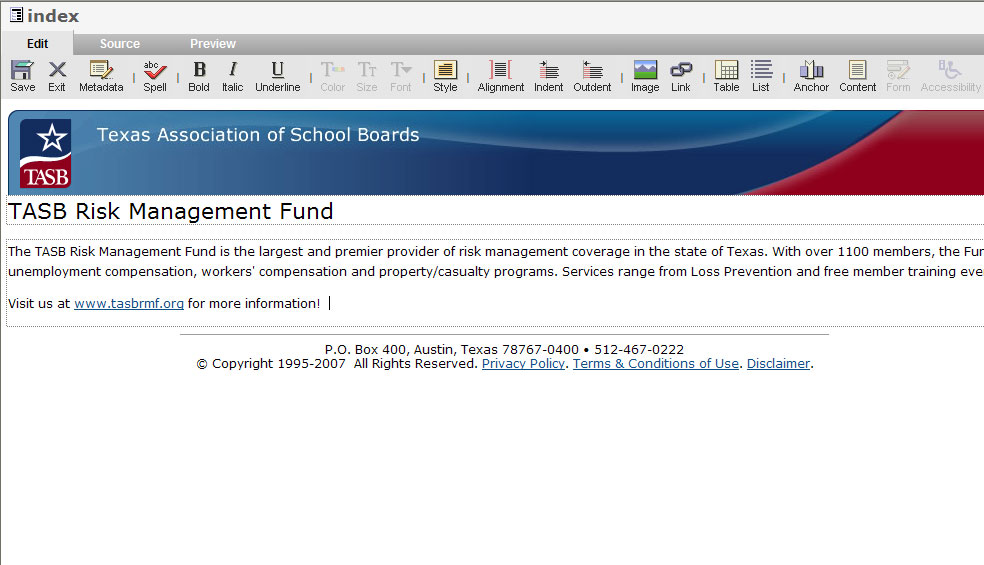 index
Edit Source Preview
abc
Save Exit Metadata Spell Bold Italic Underline Color Size Font Style Alignment Indent Outdent Image Link Table List Anchor Content Form Accessibility
Texas Association of School Boards
TASB
TASB Risk Management Fund
The TASB Risk Management Fund is the largest and premier provider of risk management coverage in the state of Texas. With over 1100 members, the
unemployment compensation, workers' compensation and property/casualty programs. Services range from Loss Prevention and free member training
Visit us at www.tasbrmf.org for more information!
P.O. Box 400, Austin, Texas 78767-0400 • 512-467-0222
© Copyright 1995-2007 All Rights Reserved. Privacy Policy. Terms & Conditions of Use. Disclaimer.